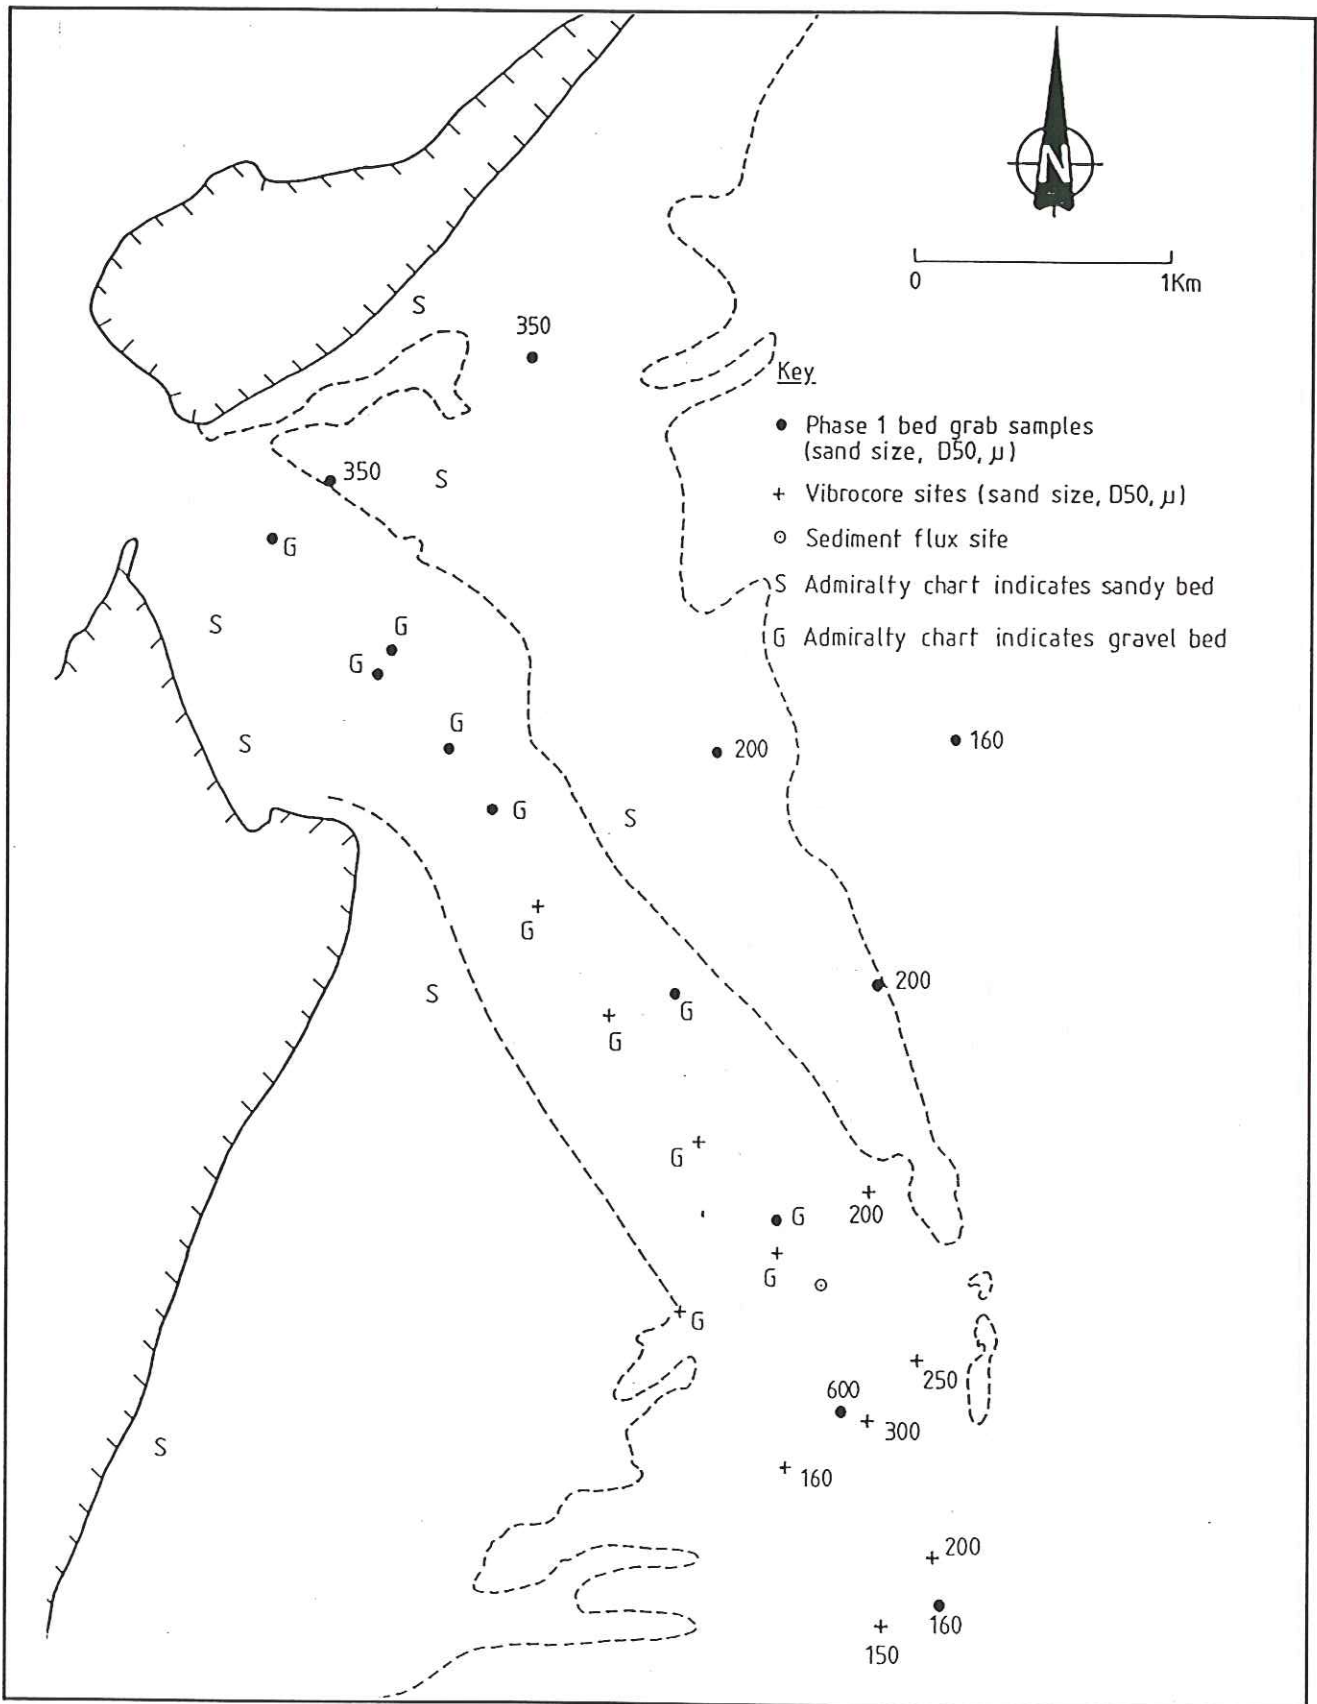 N
0 1Km
S
350
Key
Phase 1 bed grab samples
(sand size, D50, µ)
350
S
+ Vibrocore sites (sand size, D50, µ)
G
⊙ Sediment flux site
S Admiralty chart indicates sandy bed
S
G
G Admiralty chart indicates gravel bed
G
G
S
200
160
G
S
G
200
S
G
G
G
200
G
G
G
250
600
300
S
160
200
160
150